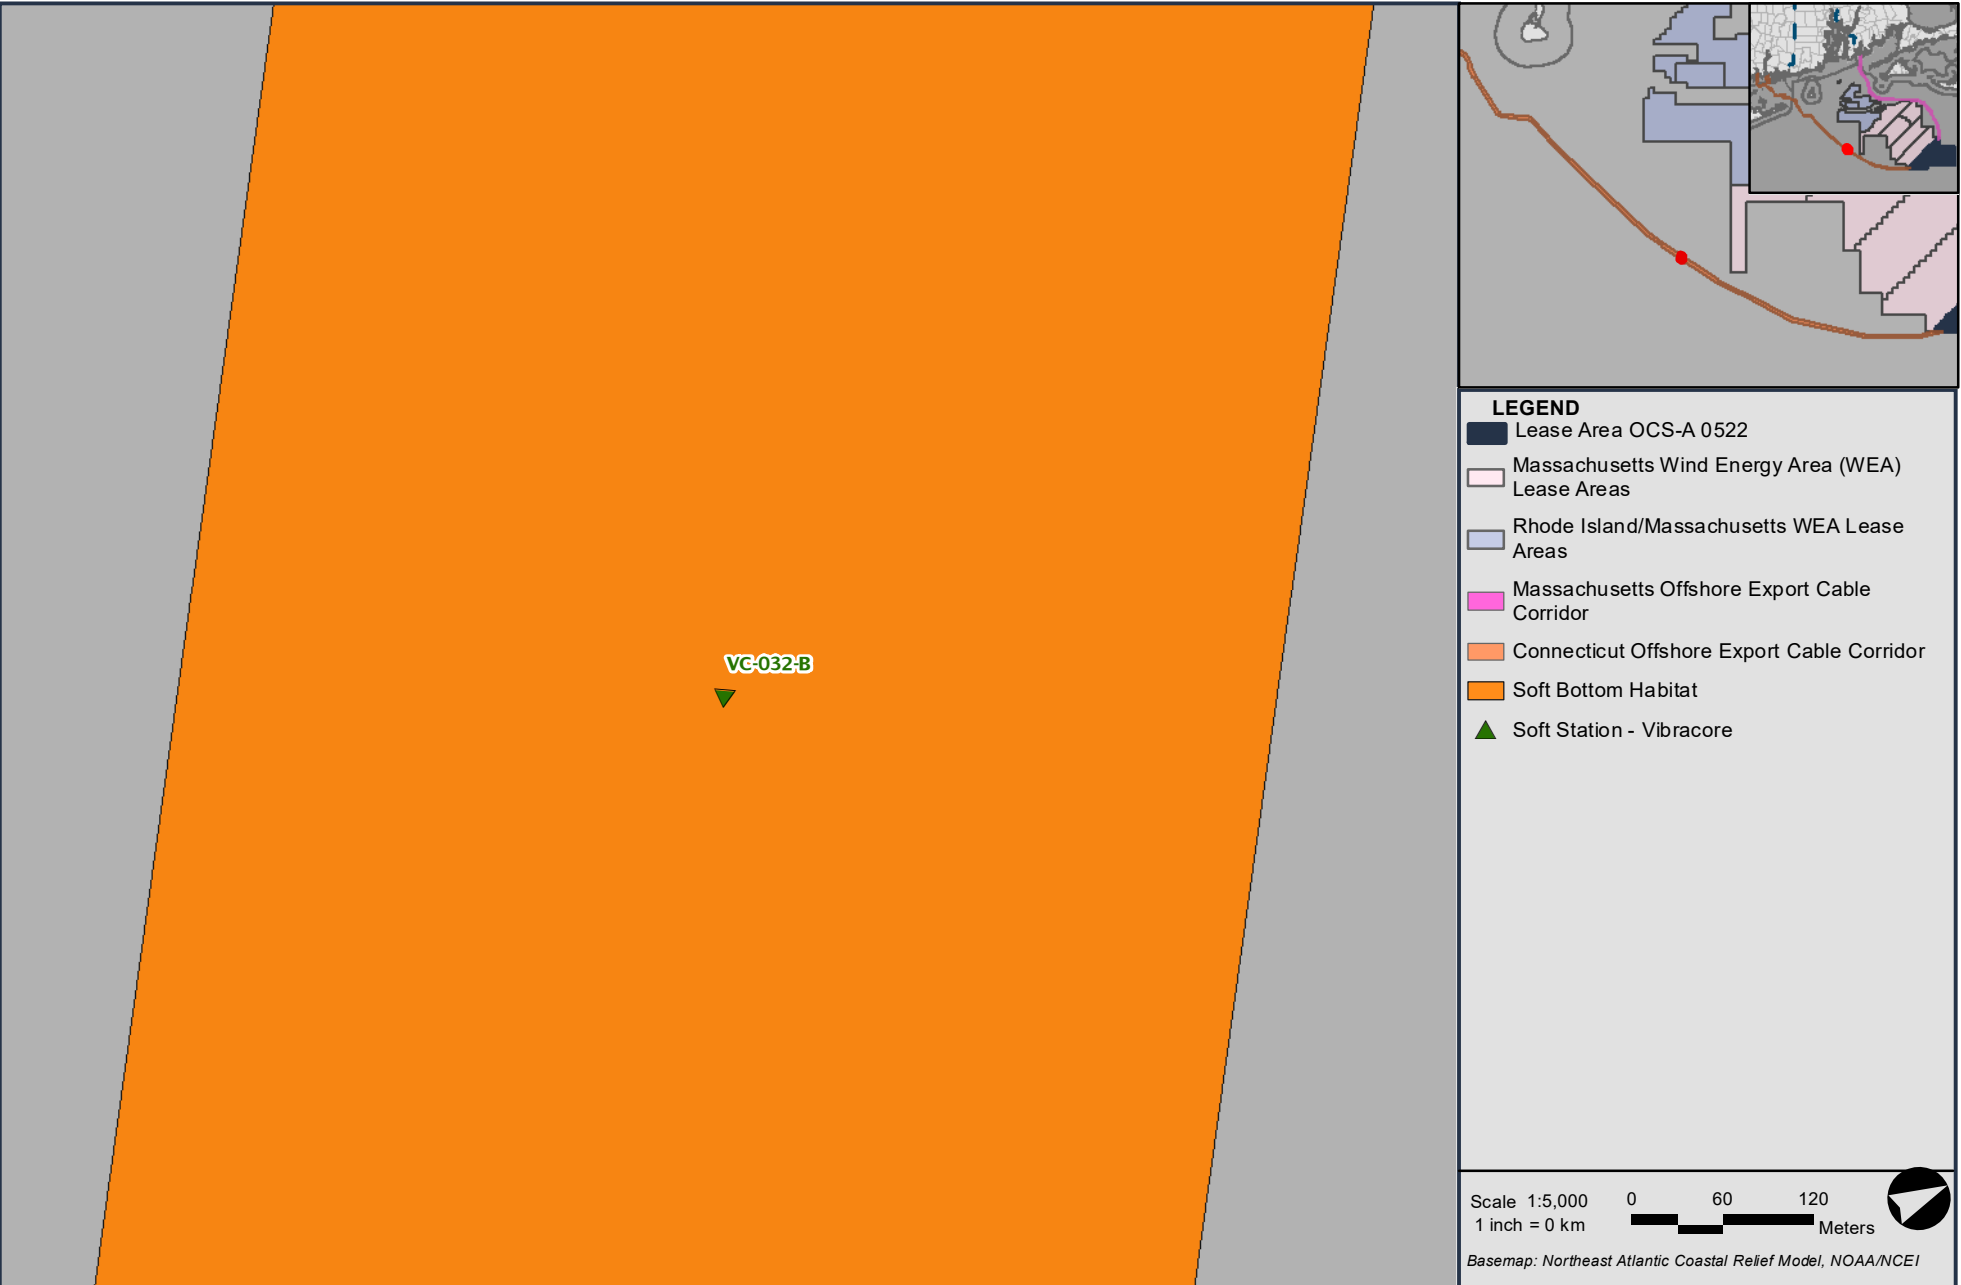 VC-032-B
LEGEND
Lease Area OCS-A 0522
Massachusetts Wind Energy Area (WEA)
Lease Areas
Rhode Island/Massachusetts WEA Lease
Areas
Massachusetts Offshore Export Cable
Corridor
Connecticut Offshore Export Cable Corridor
Soft Bottom Habitat
Soft Station - Vibracore
Scale 1:5,000
1 inch = 0 km
0 60 120
Meters
Basemap: Northeast Atlantic Coastal Relief Model, NOAA/NCEI